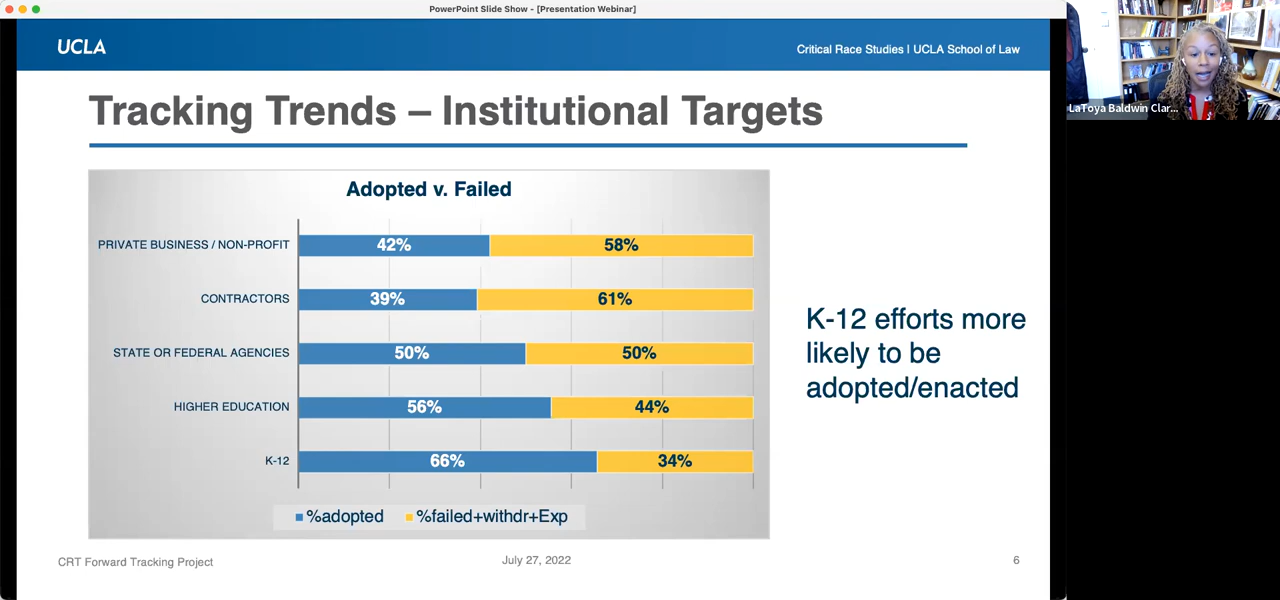 PowerPoint Slide Show - [Presentation Webinar]
UCLA
Critical Race Studies | UCLA School of Law
Tracking Trends – Institutional Targets
Adopted v. Failed
PRIVATE BUSINESS / NON-PROFIT 42% 58%
CONTRACTORS 39% 61%
STATE OR FEDERAL AGENCIES 50% 50%
HIGHER EDUCATION 56% 44%
K-12 66% 34%
%adopted %failed+withdr+Exp
K-12 efforts more
likely to be
adopted/enacted
CRT Forward Tracking Project
July 27, 2022
6
LaToya Baldwin Clar...